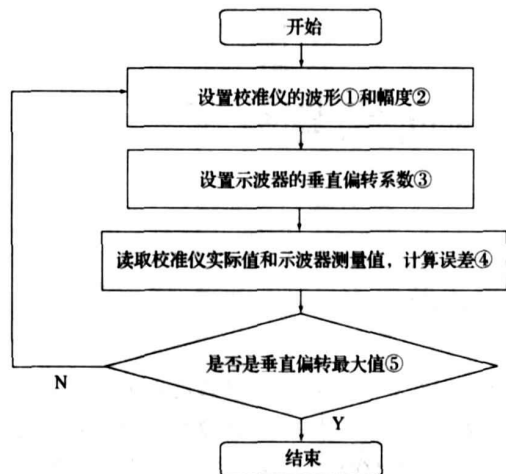 开始
设置校准仪的波形①和幅度②
设置示波器的垂直偏转系数③
读取校准仪实际值和示波器测量值，计算误差④
是否是垂直偏转最大值⑤
N
Y
结束